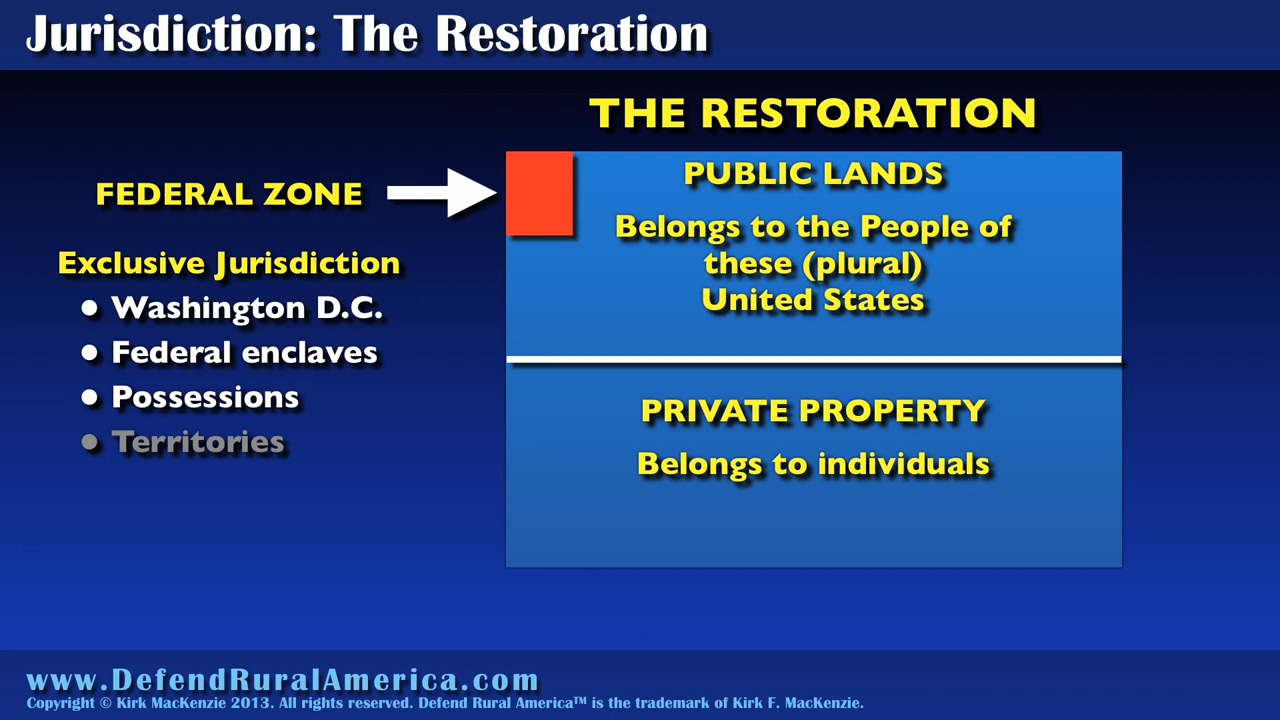 Jurisdiction: The Restoration
THE RESTORATION
FEDERAL ZONE
Exclusive Jurisdiction
• Washington D.C.
• Federal enclaves
• Possessions
• Territories
PUBLIC LANDS
Belongs to the People of
these (plural)
United States
PRIVATE PROPERTY
Belongs to individuals
www.DefendRuralAmerica.com
Copyright © Kirk MacKenzie 2013. All rights reserved. Defend Rural America™ is the trademark of Kirk F. MacKenzie.